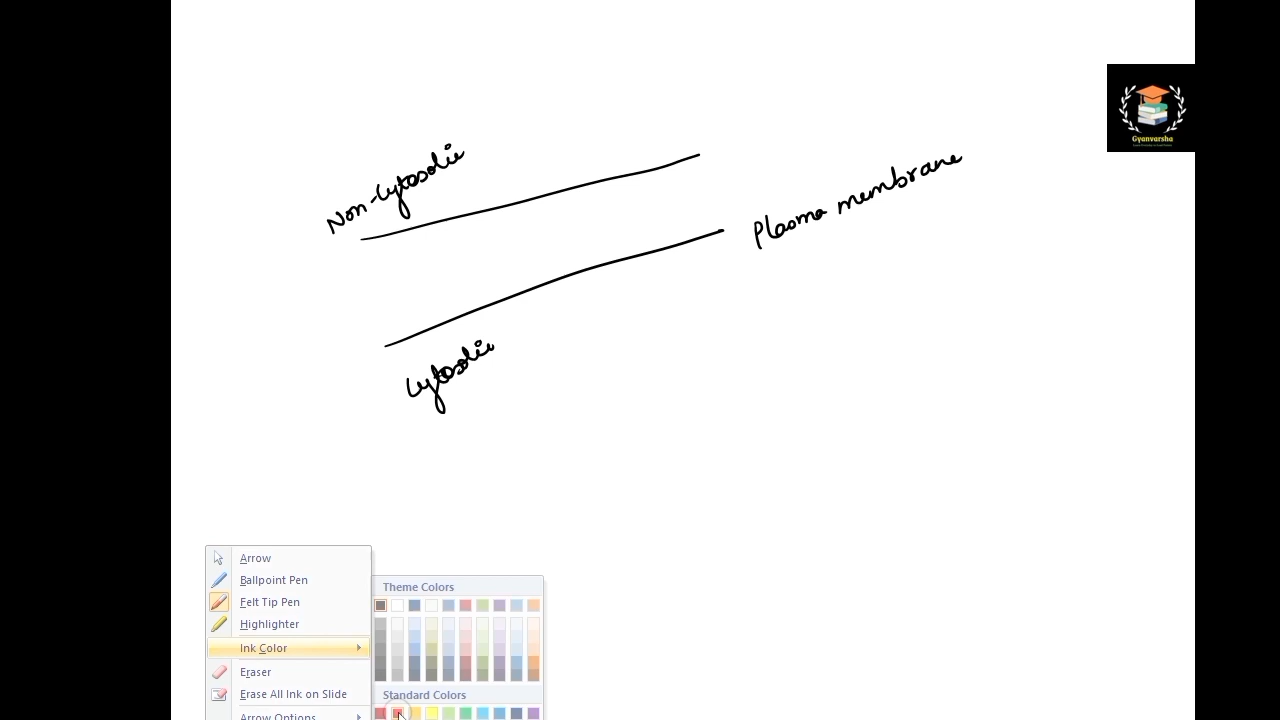 Gyanvarsha
Non-Cytosolic
Plasma membrane
Cytosolic
Arrow
Ballpoint Pen
Felt Tip Pen
Highlighter
Ink Color
Eraser
Erase All Ink on Slide
Arrow Options
Theme Colors
Standard Colors